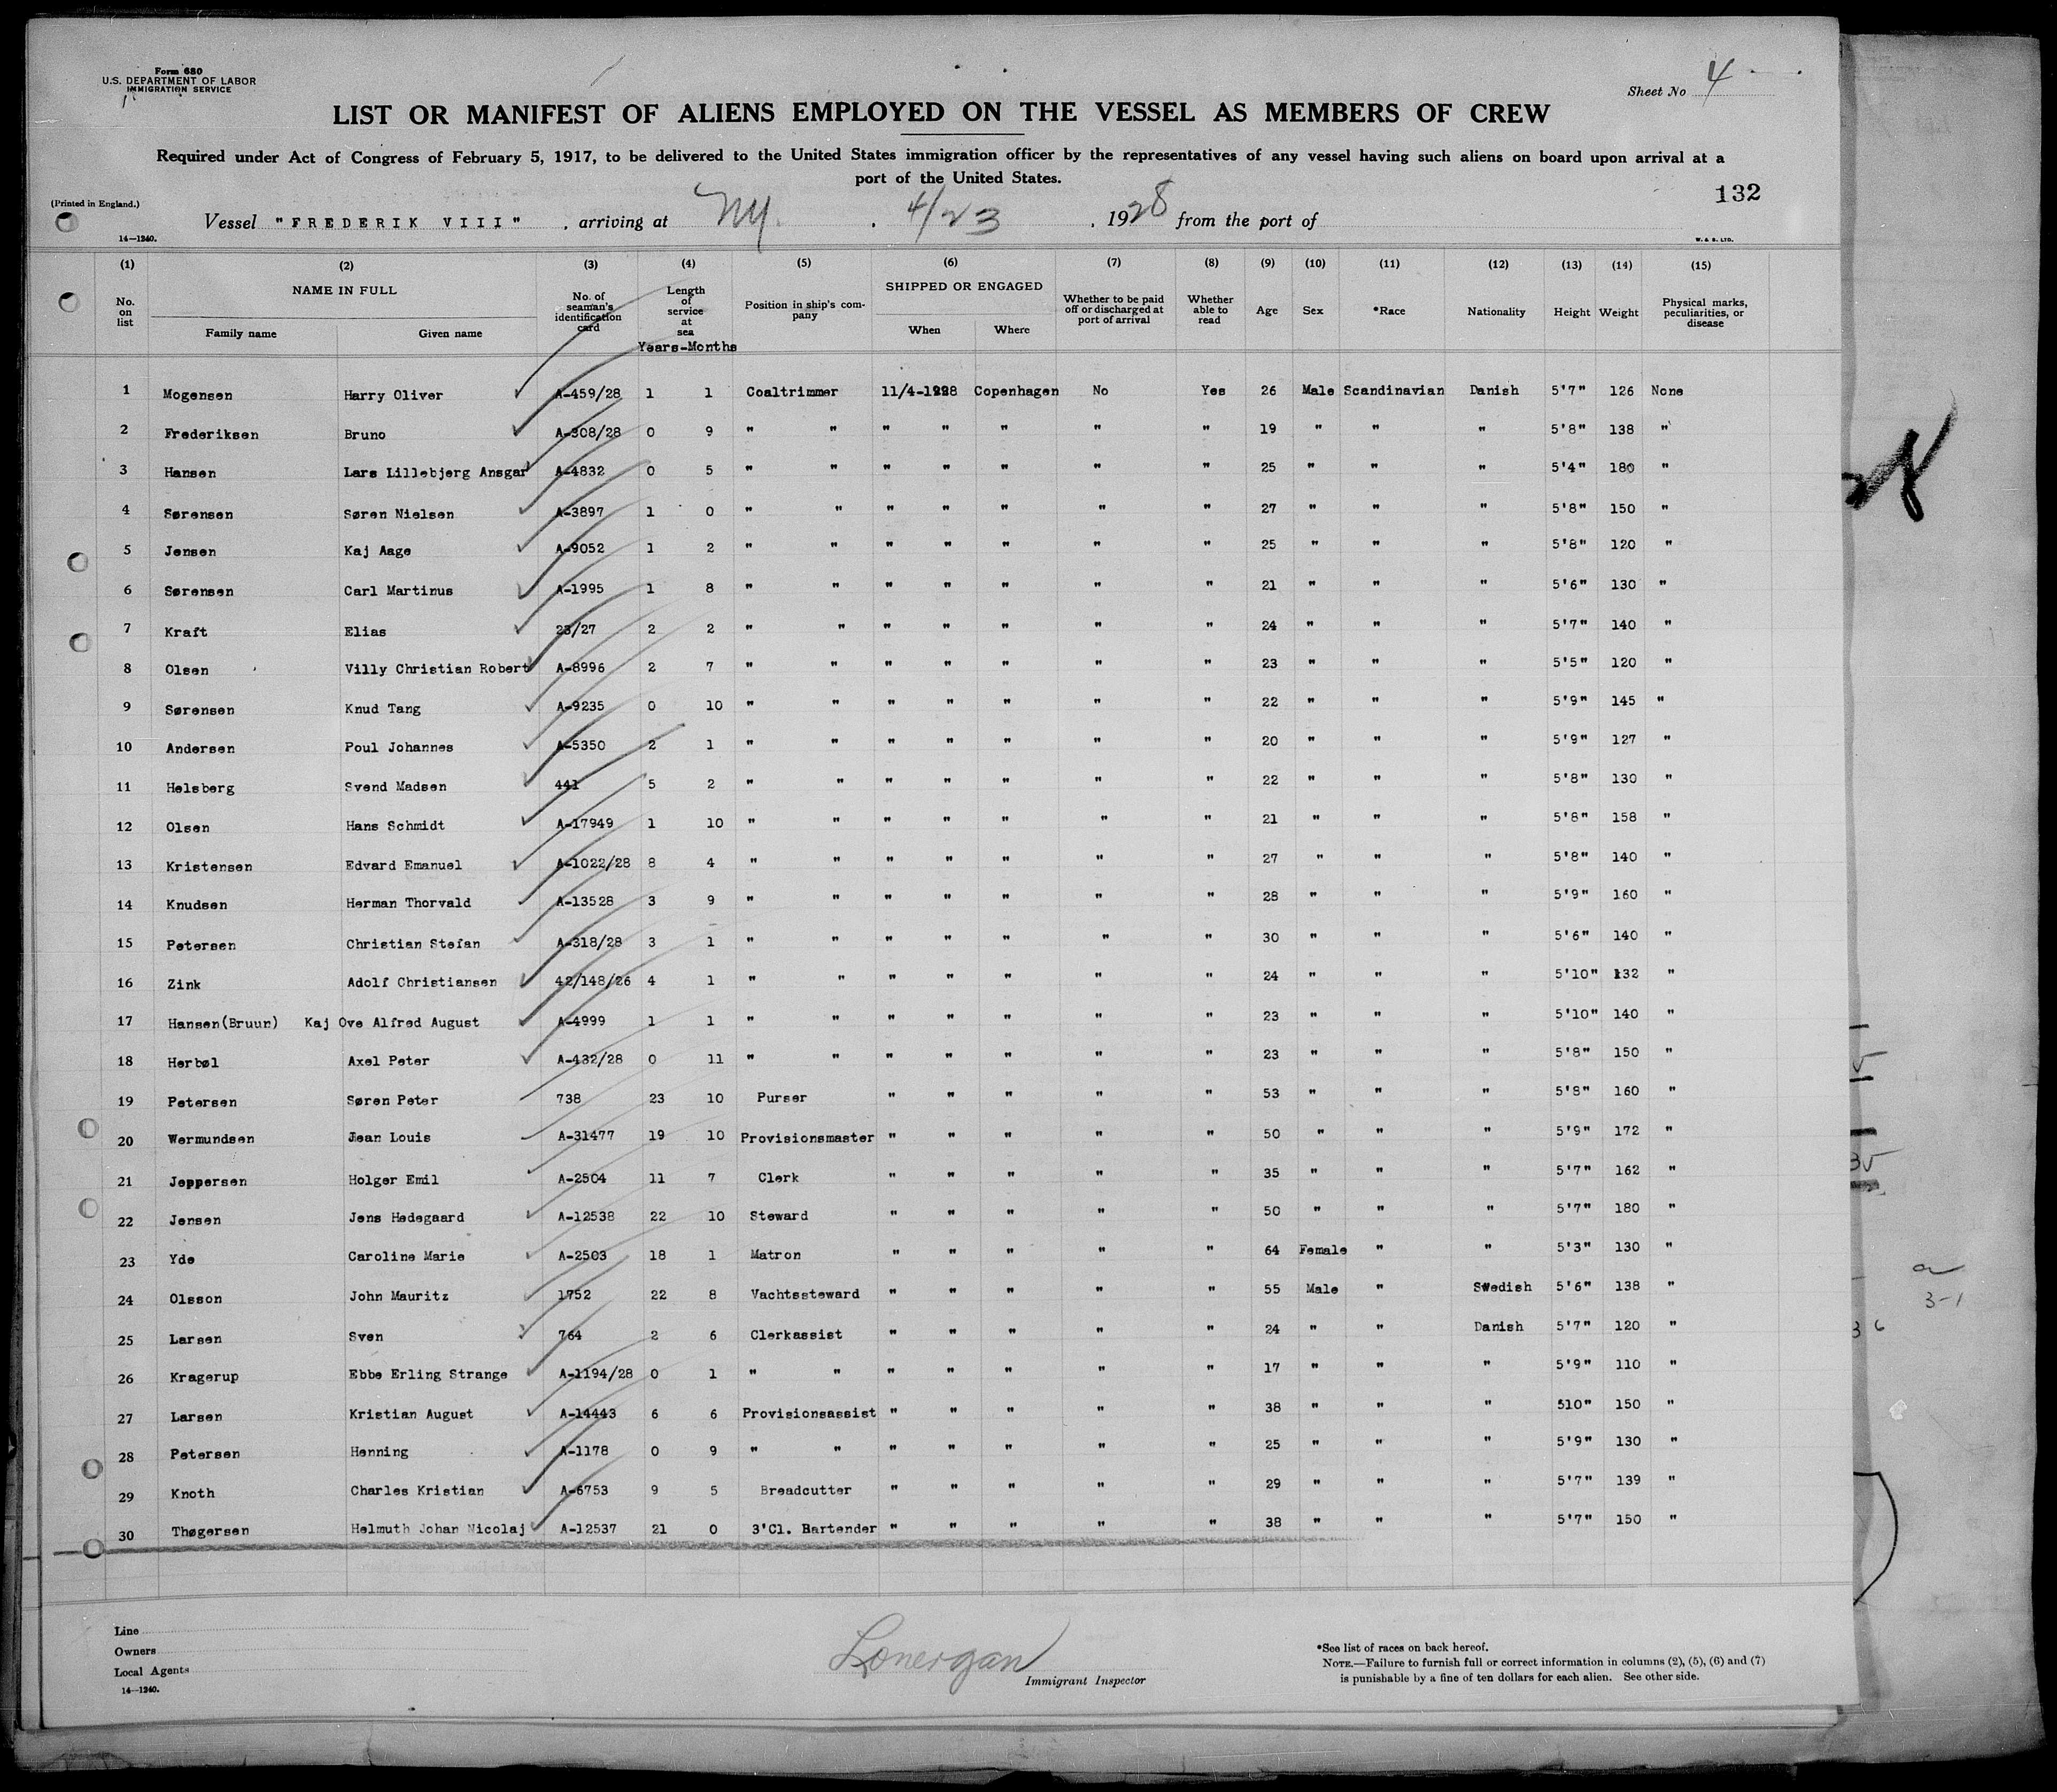 Form 680
U.S. DEPARTMENT OF LABOR
IMMIGRATION SERVICE
Sheet No 4
LIST OR MANIFEST OF ALIENS EMPLOYED ON THE VESSEL AS MEMBERS OF CREW
Required under Act of Congress of February 5, 1917, to be delivered to the United States immigration officer by the representatives of any vessel having such aliens on board upon arrival at a
port of the United States.
132
(Printed in England.)
Vessel "FREDERIK VIII", arriving at NY. , 4/23 , 1928 from the port of
14—1240.
W. & S. LTD.
(1) (2) (3) (4) (5) (6) (7) (8) (9) (10) (11) (12) (13) (14) (15)
No. on list NAME IN FULL Family name Given name No. of seaman's identification card Length of service at sea Years-Months Position in ship's company SHIPPED OR ENGAGED When Where Whether to be paid off or discharged at port of arrival Whether able to read Age Sex *Race Nationality Height Weight Physical marks, peculiarities, or disease
1 Mogensen Harry Oliver A-459/28 1 1 Coaltrimmer 11/4-1928 Copenhagen No Yes 26 Male Scandinavian Danish 5'7" 126 None
2 Frederiksen Bruno A-308/28 0 9 " " " " " " " 19 " " " 5'8" 138 "
3 Hansen Lars Lillebjerg Ansgar A-4832 0 5 " " " " " " " 25 " " " 5'4" 180 "
4 Sørensen Søren Nielsen A-3897 1 0 " " " " " " " 27 " " " 5'8" 150 "
5 Jensen Kaj Aage A-9052 1 2 " " " " " " " 25 " " " 5'8" 120 "
6 Sørensen Carl Martinus A-1995 1 8 " " " " " " " 21 " " " 5'6" 130 "
7 Kraft Elias 23/27 2 2 " " " " " " " 24 " " " 5'7" 140 "
8 Olsen Villy Christian Robert A-8996 2 7 " " " " " " " 23 " " " 5'5" 120 "
9 Sørensen Knud Tang A-9235 0 10 " " " " " " " 22 " " " 5'9" 145 "
10 Andersen Poul Johannes A-5350 2 1 " " " " " " " 20 " " " 5'9" 127 "
11 Helsberg Svend Madsen 441 5 2 " " " " " " " 22 " " " 5'8" 130 "
12 Olsen Hans Schmidt A-17949 1 10 " " " " " " " 21 " " " 5'8" 158 "
13 Kristensen Edvard Emanuel A-1022/28 8 4 " " " " " " " 27 " " " 5'8" 140 "
14 Knudsen Herman Thorvald A-13528 3 9 " " " " " " " 28 " " " 5'9" 160 "
15 Petersen Christian Stefan A-318/28 3 1 " " " " " " " 30 " " " 5'6" 140 "
16 Zink Adolf Christiansen 42/148/26 4 1 " " " " " " " 24 " " " 5'10" 132 "
17 Hansen(Bruun) Kaj Ove Alfred August A-4999 1 1 " " " " " " " 23 " " " 5'10" 140 "
18 Herbøl Axel Peter A-432/28 0 11 " " " " " " " 23 " " " 5'8" 150 "
19 Petersen Søren Peter 738 23 10 Purser " " " " " 53 " " " 5'8" 160 "
20 Wermundsen Jean Louis A-31477 19 10 Provisionsmaster " " " " " 50 " " " 5'9" 172 "
21 Jeppersen Holger Emil A-2504 11 7 Clerk " " " " " 35 " " " 5'7" 162 "
22 Jensen Jens Hedegaard A-12538 22 10 Steward " " " " " 50 " " " 5'7" 180 "
23 Yde Caroline Marie A-2503 18 1 Matron " " " " " 64 Female " " 5'3" 130 "
24 Olsson John Mauritz 1752 22 8 Vachtssteward " " " " " 55 Male " Swedish 5'6" 138 "
25 Larsen Sven 764 2 6 Clerkassist " " " " " 24 " " Danish 5'7" 120 "
26 Kragerup Ebbe Erling Strange A-1194/28 0 1 " " " " " " " 17 " " " 5'9" 110 "
27 Larsen Kristian August A-14443 6 6 Provisionsassist " " " " " 38 " " " 510" 150 "
28 Petersen Henning A-1178 0 9 " " " " " " " 25 " " " 5'9" 130 "
29 Knoth Charles Kristian A-6753 9 5 Breadcutter " " " " " 29 " " " 5'7" 139 "
30 Thøgersen Helmuth Johan Nicolaj A-12537 21 0 3'Cl. Bartender " " " " " 38 " " " 5'7" 150 "
Line
Owners
Local Agents
14—1240.
Lonergan
Immigrant Inspector
*See list of races on back hereof.
NOTE.—Failure to furnish full or correct information in columns (2), (5), (6) and (7)
is punishable by a fine of ten dollars for each alien. See other side.
3-1